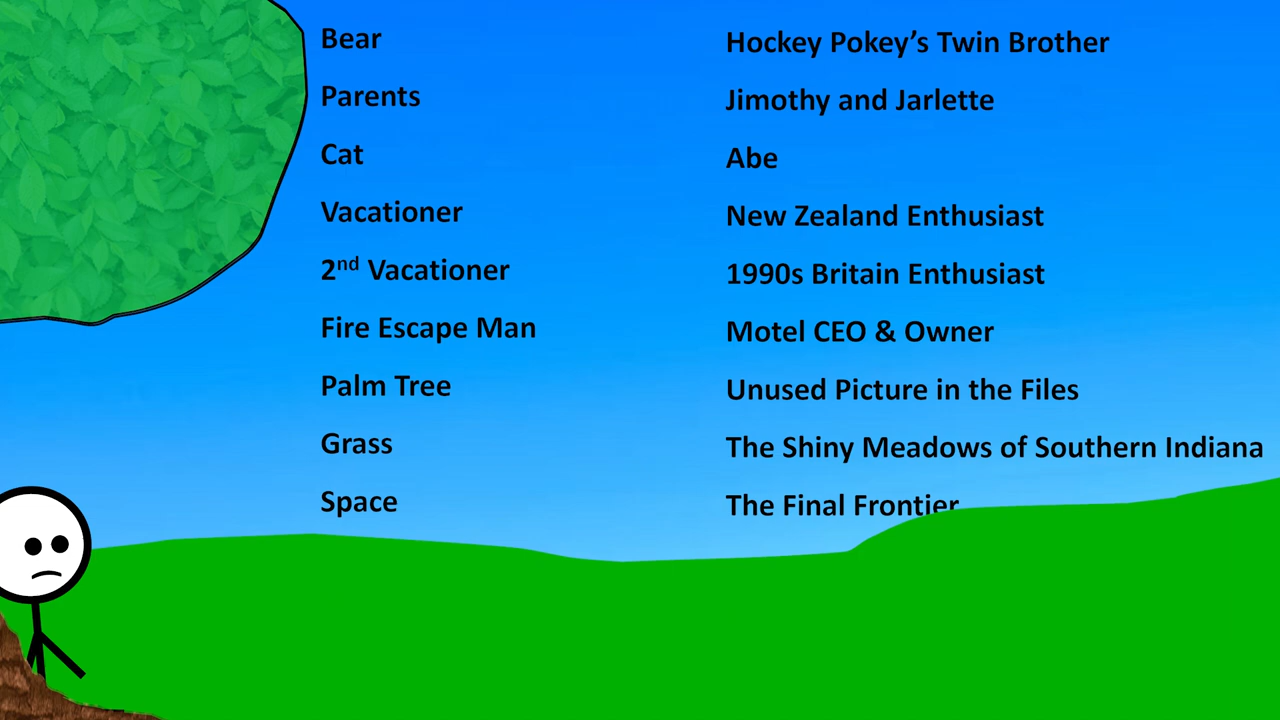 Bear Hockey Pokey’s Twin Brother
Parents Jimothy and Jarlette
Cat Abe
Vacationer New Zealand Enthusiast
2nd Vacationer 1990s Britain Enthusiast
Fire Escape Man Motel CEO & Owner
Palm Tree Unused Picture in the Files
Grass The Shiny Meadows of Southern Indiana
Space The Final Frontier